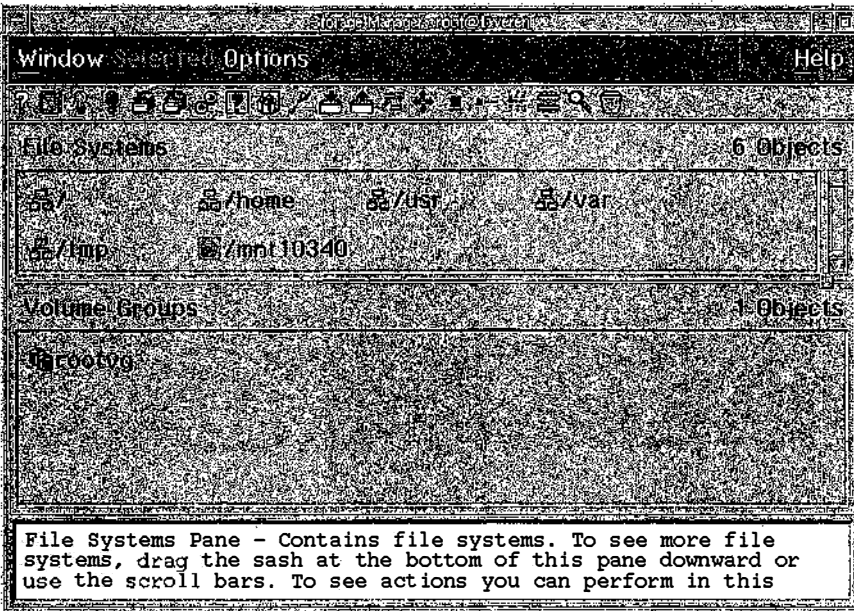 Window Selected Options Help
File Systems 6 Objects
/ /home /usr /var
/tmp /mnt10340
Volume Groups 1 Objects
rootvg
File Systems Pane - Contains file systems. To see more file
systems, drag the sash at the bottom of this pane downward or
use the scroll bars. To see actions you can perform in this